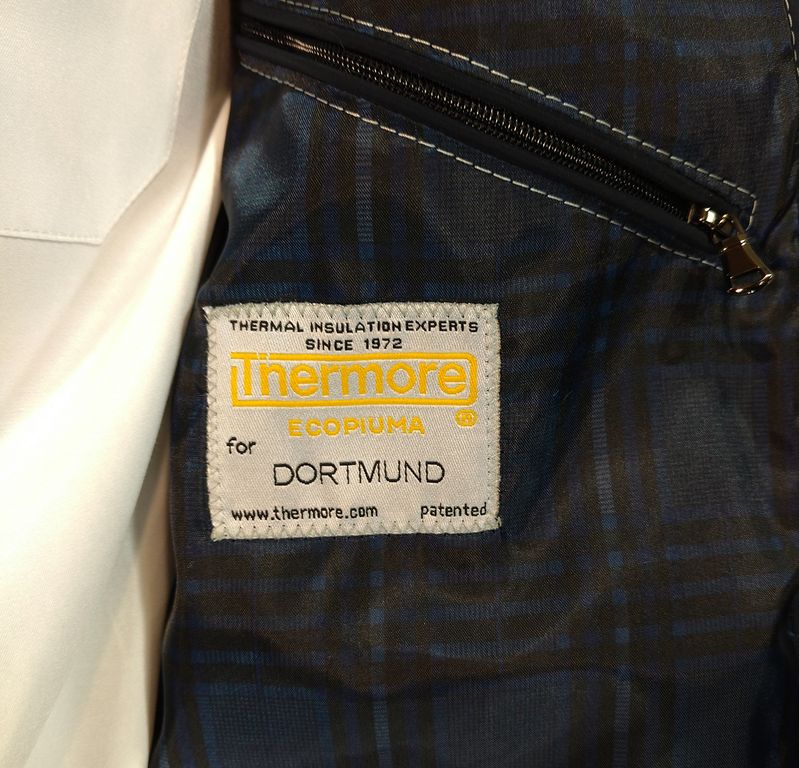 THERMAL INSULATION EXPERTS
SINCE 1972
Thermore
®
ECOPIUMA
for
DORTMUND
www.thermore.com patented